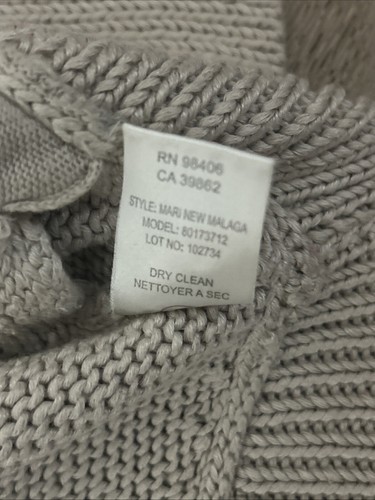 RN 98406
CA 39862
STYLE: MARI NEW MALAGA
MODEL: 80173712
LOT NO: 102734
DRY CLEAN
NETTOYER A SEC